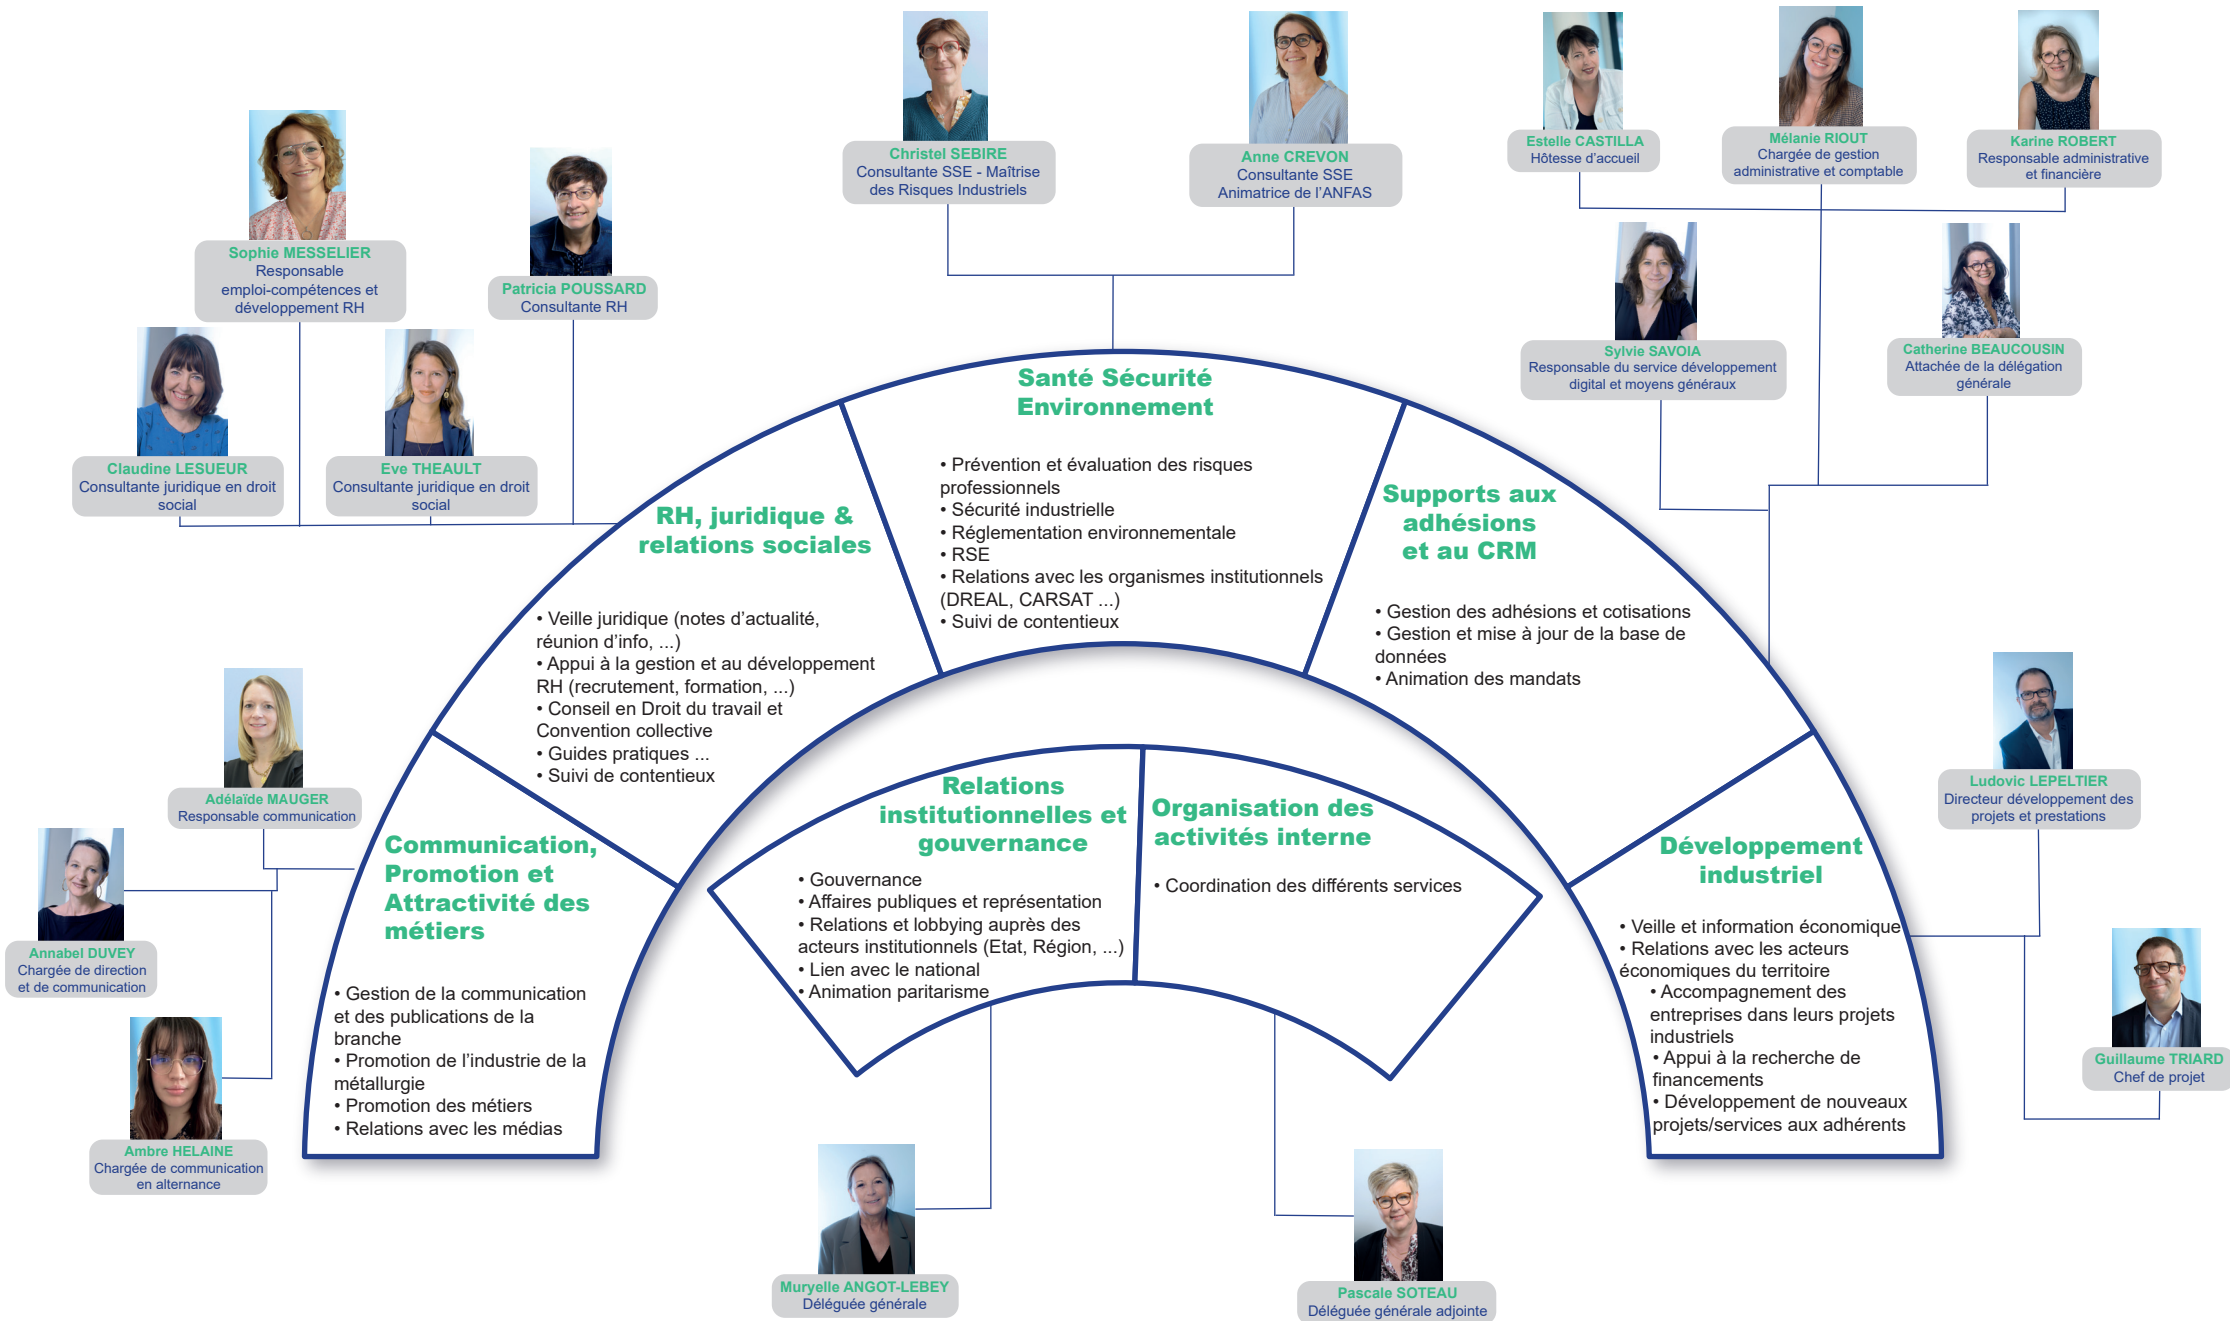 Christel SEBIRE
Consultante SSE - Maîtrise
des Risques Industriels
Anne CREVON
Consultante SSE
Animatrice de l’ANFAS
Estelle CASTILLA
Hôtesse d’accueil
Mélanie RIOUT
Chargée de gestion
administrative et comptable
Karine ROBERT
Responsable administrative
et financière
Sophie MESSELIER
Responsable
emploi-compétences et
développement RH
Patricia POUSSARD
Consultante RH
Claudine LESUEUR
Consultante juridique en droit
social
Eve THEAULT
Consultante juridique en droit
social
Sylvie SAVOIA
Responsable du service développement
digital et moyens généraux
Catherine BEAUCOUSIN
Attachée de la délégation
générale
Santé Sécurité
Environnement
• Prévention et évaluation des risques
professionnels
• Sécurité industrielle
• Réglementation environnementale
• RSE
• Relations avec les organismes institutionnels
(DREAL, CARSAT ...)
• Suivi de contentieux
RH, juridique &
relations sociales
• Veille juridique (notes d’actualité,
réunion d’info, ...)
• Appui à la gestion et au développement
RH (recrutement, formation, ...)
• Conseil en Droit du travail et
Convention collective
• Guides pratiques ...
• Suivi de contentieux
Supports aux
adhésions
et au CRM
• Gestion des adhésions et cotisations
• Gestion et mise à jour de la base de
données
• Animation des mandats
Adélaïde MAUGER
Responsable communication
Annabel DUVEY
Chargée de direction
et de communication
Ambre HELAINE
Chargée de communication
en alternance
Communication,
Promotion et
Attractivité des
métiers
• Gestion de la communication
et des publications de la
branche
• Promotion de l’industrie de la
métallurgie
• Promotion des métiers
• Relations avec les médias
Relations
institutionnelles et
gouvernance
• Gouvernance
• Affaires publiques et représentation
• Relations et lobbying auprès des
acteurs institutionnels (Etat, Région, ...)
• Lien avec le national
• Animation paritarisme
Organisation des
activités interne
• Coordination des différents services
Développement
industriel
• Veille et information économique
• Relations avec les acteurs
économiques du territoire
• Accompagnement des
entreprises dans leurs projets
industriels
• Appui à la recherche de
financements
• Développement de nouveaux
projets/services aux adhérents
Ludovic LEPELTIER
Directeur développement des
projets et prestations
Guillaume TRIARD
Chef de projet
Muryelle ANGOT-LEBEY
Déléguée générale
Pascale SOTEAU
Déléguée générale adjointe